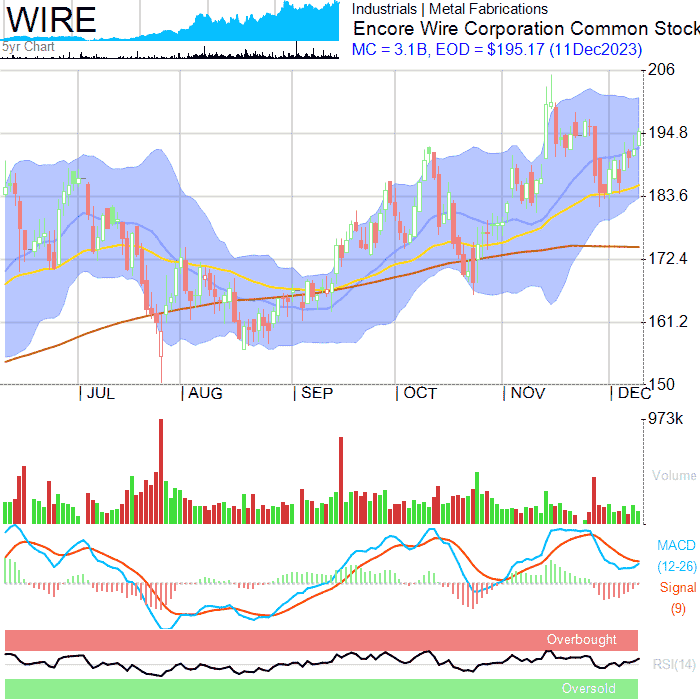 WIRE
5yr Chart
Industrials | Metal Fabrications
Encore Wire Corporation Common Stock
MC = 3.1B, EOD = $195.17 (11Dec2023)
206
194.8
183.6
172.4
161.2
150
| JUL | AUG | SEP | OCT | NOV | DEC
973k
Volume
MACD
(12-26)
Signal
(9)
Overbought
RSI(14)
Oversold